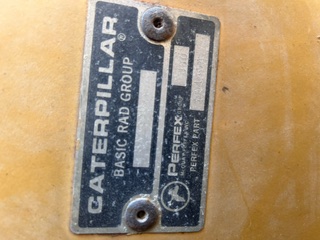 CATERPILLAR®
BASIC RAD GROUP
PERFEX
PERFEX PART